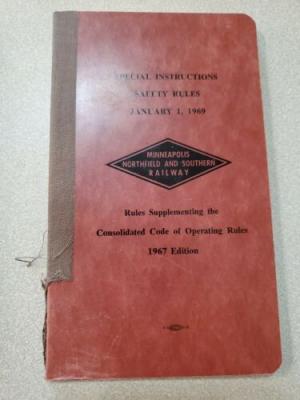 SPECIAL INSTRUCTIONS
SAFETY RULES
JANUARY 1, 1969
MINNEAPOLIS
NORTHFIELD AND SOUTHERN
RAILWAY
Rules Supplementing the
Consolidated Code of Operating Rules
1967 Edition